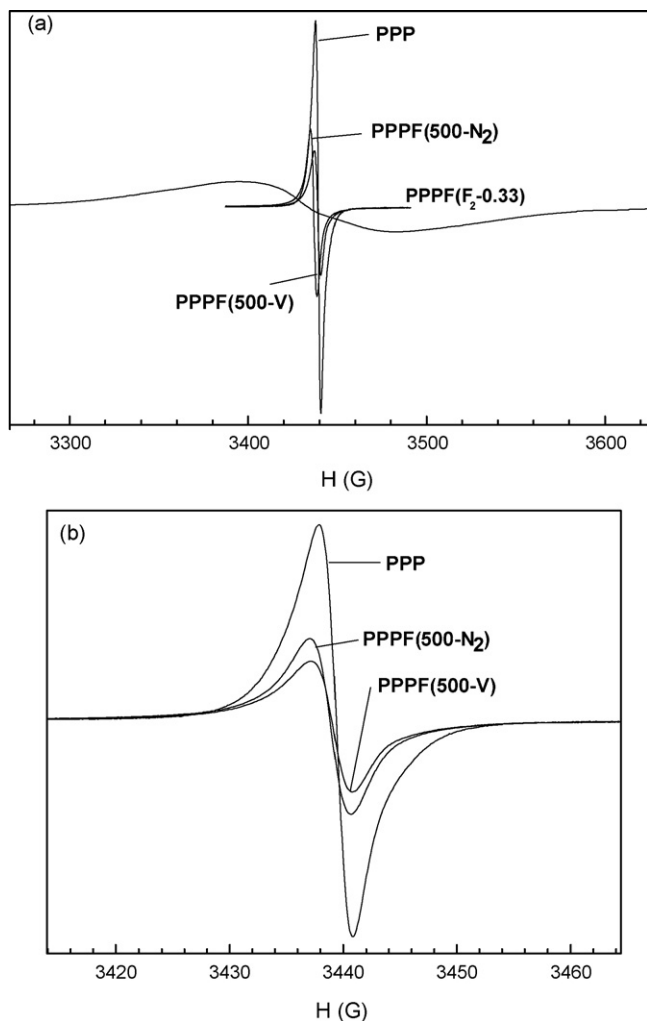 (a)
PPP
PPPF(500-N₂)
PPPF(F₂-0.33)
PPPF(500-V)
3300 3400 3500 3600
H (G)
(b)
PPP
PPPF(500-N₂)
PPPF(500-V)
3420 3430 3440 3450 3460
H (G)